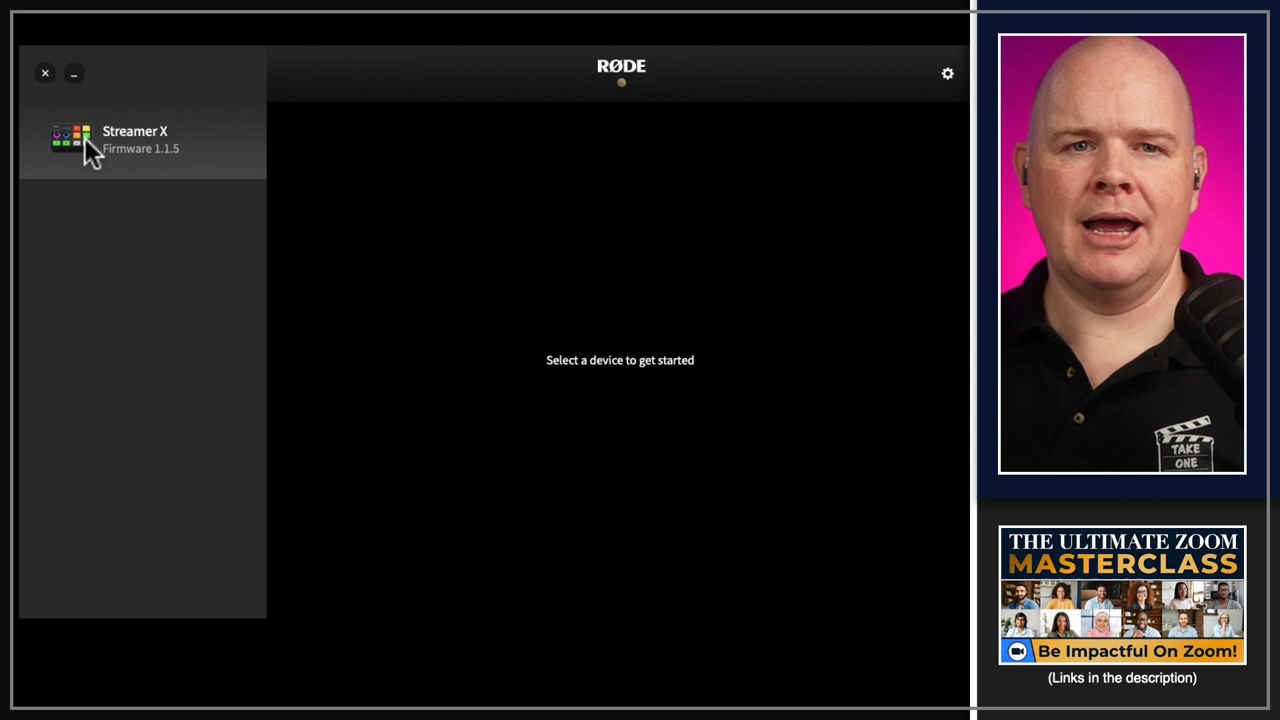 RØDE
Streamer X
Firmware 1.1.5
Select a device to get started
TAKE
ONE
THE ULTIMATE ZOOM
MASTERCLASS
Be Impactful On Zoom!
(Links in the description)